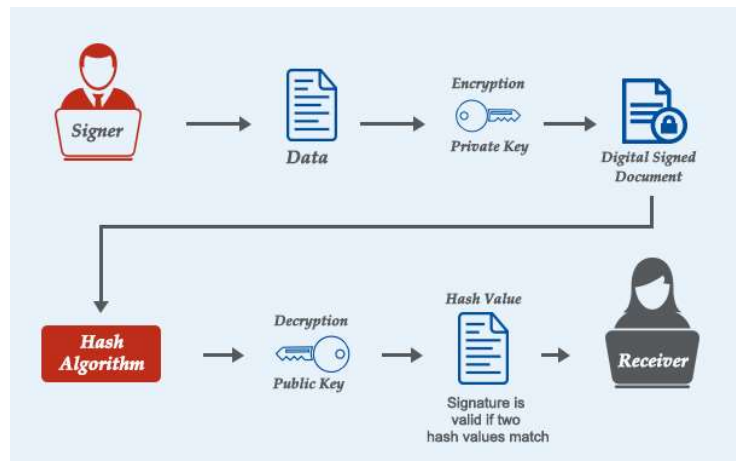 Signer
Data
Encryption
Private Key
Digital Signed
Document
Hash
Algorithm
Decryption
Public Key
Hash Value
Signature is
valid if two
hash values match
Receiver